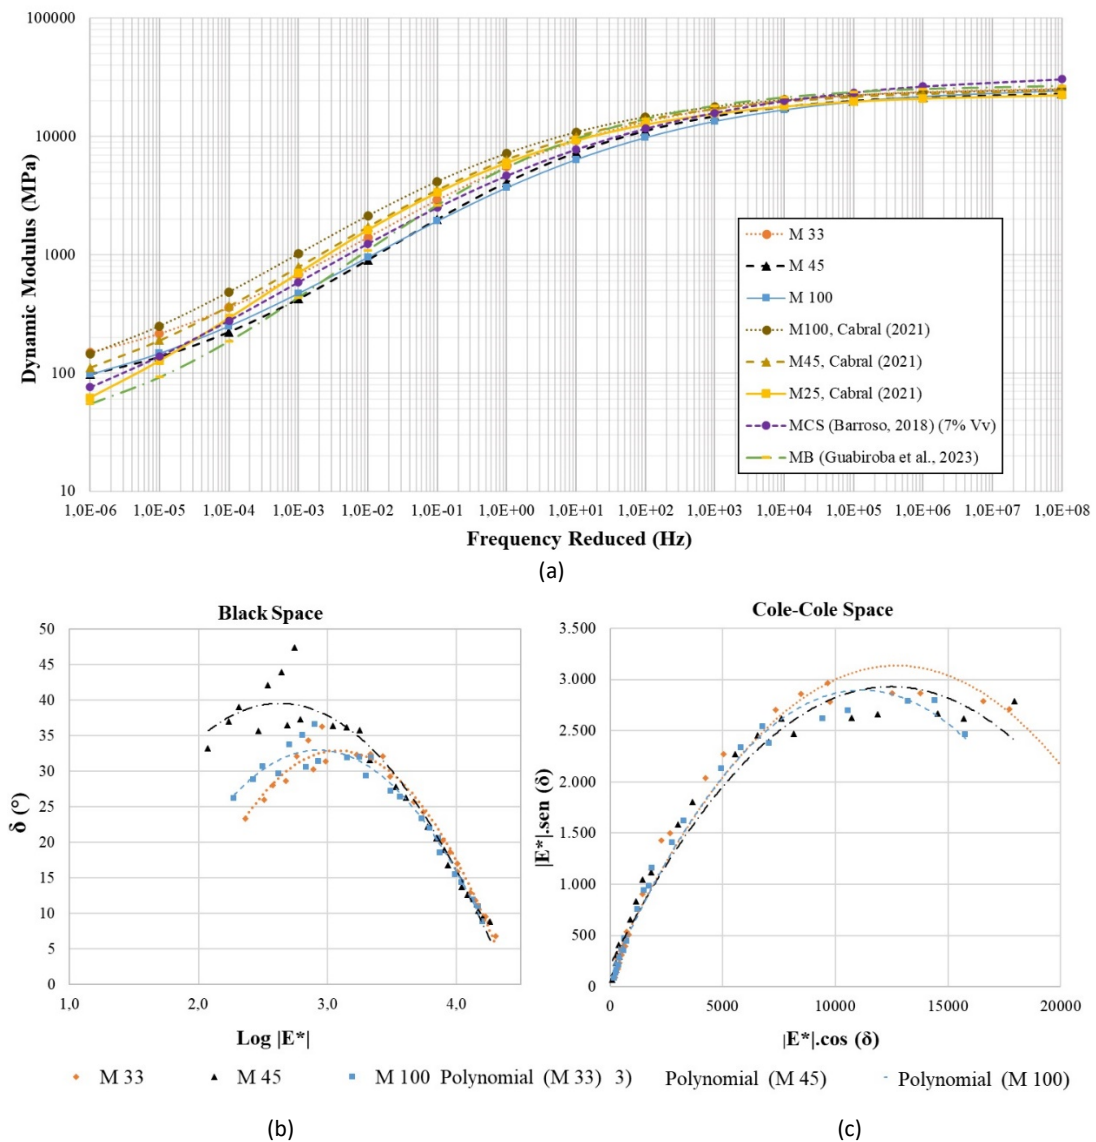 100000
10000
1000
100
10
Dynamic Modulus (MPa)
M 33
M 45
M 100
M100, Cabral (2021)
M45, Cabral (2021)
M25, Cabral (2021)
MCS (Barroso, 2018) (7% Vv)
MB (Guabiroba et al., 2023)
1,0E-06 1,0E-05 1,0E-04 1,0E-03 1,0E-02 1,0E-01 1,0E+00 1,0E+01 1,0E+02 1,0E+03 1,0E+04 1,0E+05 1,0E+06 1,0E+07 1,0E+08
Frequency Reduced (Hz)
(a)
Black Space
50
45
40
35
30
25
20
15
10
5
0
δ (°)
1,0 2,0 3,0 4,0
Log |E*|
Cole-Cole Space
3.500
3.000
2.500
2.000
1.500
1.000
500
0
|E*|.sen (δ)
0 5000 10000 15000 20000
|E*|.cos (δ)
M 33 M 45 M 100 Polynomial (M 33) 3) Polynomial (M 45) Polynomial (M 100)
(b) (c)